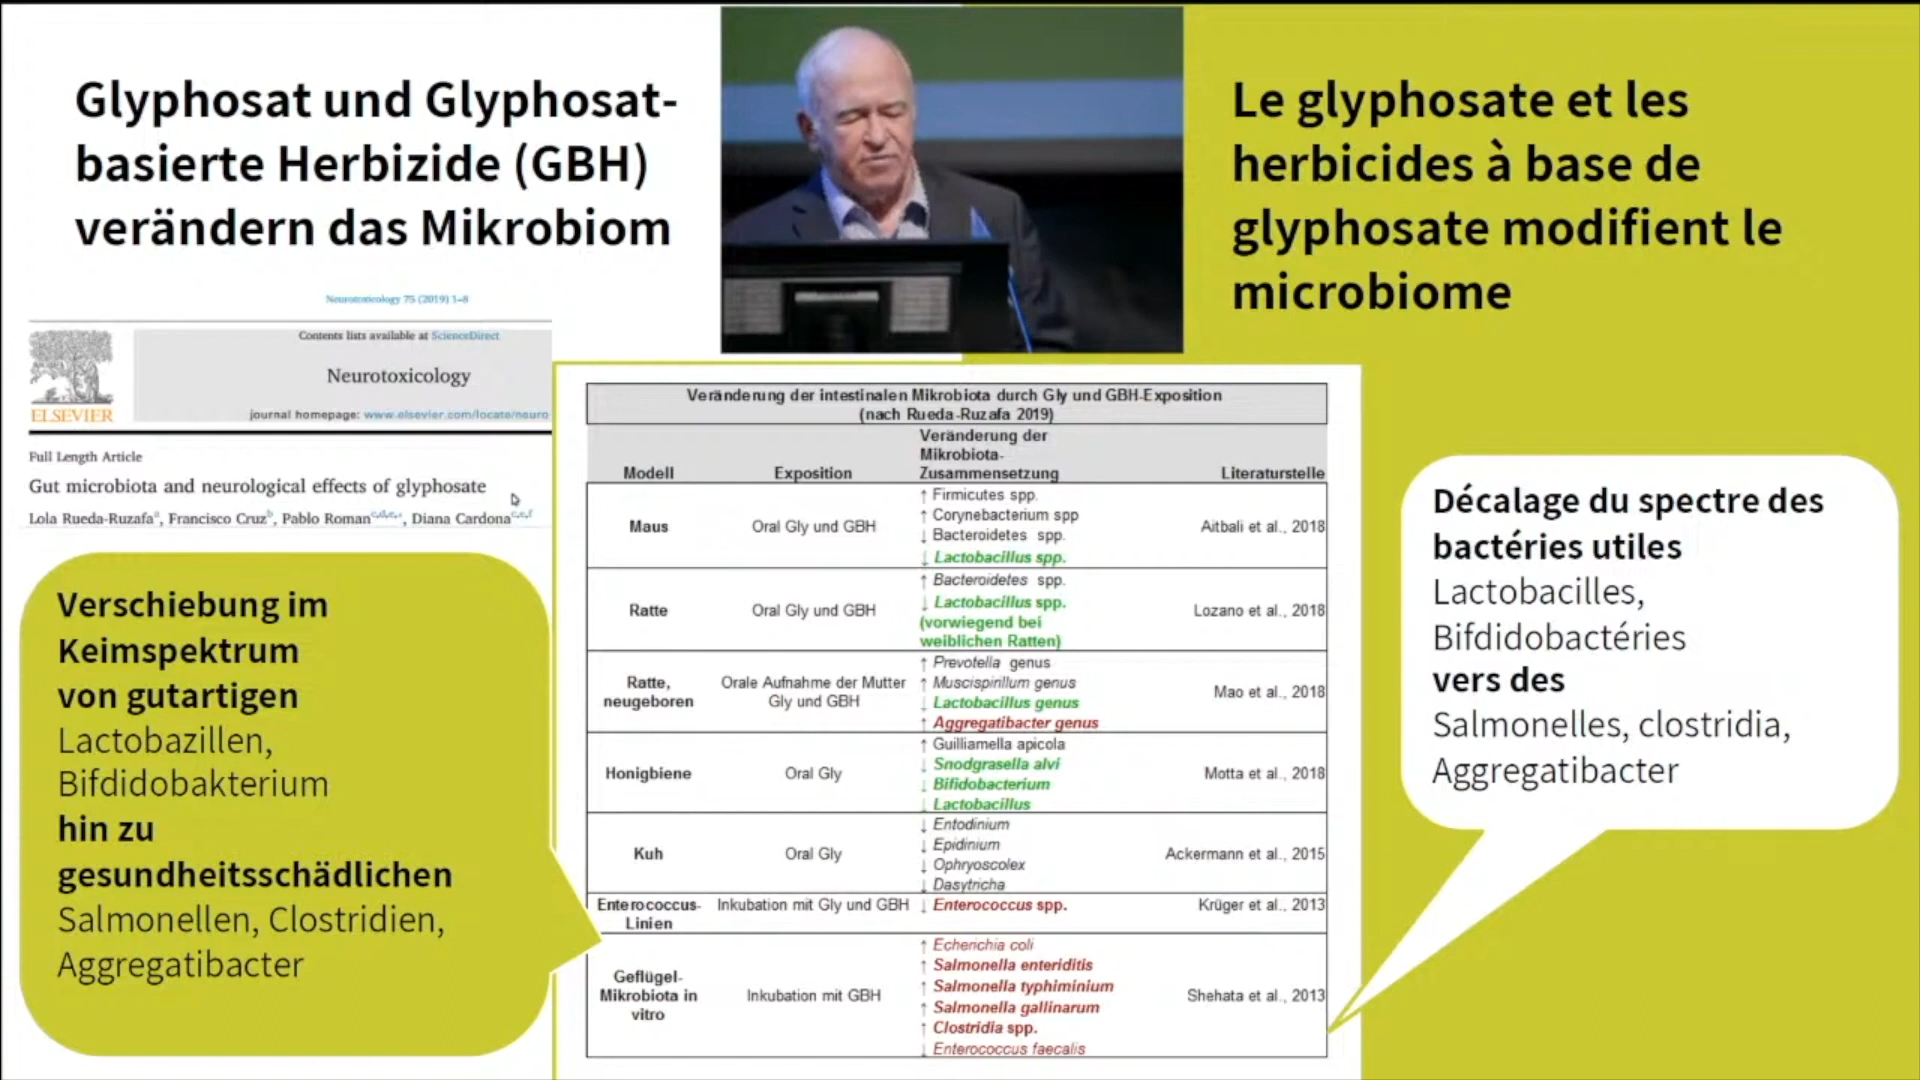 Glyphosat und Glyphosat-
basierte Herbizide (GBH)
verändern das Mikrobiom
Le glyphosate et les
herbicides à base de
glyphosate modifient le
microbiome
Neurotoxicology 75 (2019) 1–8
Contents lists available at ScienceDirect
Neurotoxicology
journal homepage: www.elsevier.com/locate/neuro
ELSEVIER
Full Length Article
Gut microbiota and neurological effects of glyphosate
Lola Rueda-Ruzafaᵃ, Francisco Cruzᵇ, Pablo Roman, Diana Cardona
Verschiebung im
Keimspektrum
von gutartigen
Lactobazillen,
Bifdidobakterium
hin zu
gesundheitsschädlichen
Salmonellen, Clostridien,
Aggregatibacter
Veränderung der intestinalen Mikrobiota durch Gly und GBH-Exposition
(nach Rueda-Ruzafa 2019)
Modell Exposition Veränderung der
Mikrobiota-
Zusammensetzung Literaturstelle
Maus Oral Gly und GBH ↑ Firmicutes spp.
↑ Corynebacterium spp
↓ Bacteroidetes spp.
↓ Lactobacillus spp. Aitbali et al., 2018
Ratte Oral Gly und GBH ↑ Bacteroidetes spp.
↓ Lactobacillus spp.
(vorwiegend bei
weiblichen Ratten) Lozano et al., 2018
Ratte,
neugeboren Orale Aufnahme der Mutter
Gly und GBH ↑ Prevotella genus
↑ Muscispirillum genus
↓ Lactobacillus genus
↑ Aggregatibacter genus Mao et al., 2018
Honigbiene Oral Gly ↑ Guilliamella apicola
↓ Snodgrasella alvi
↓ Bifidobacterium
↓ Lactobacillus Motta et al., 2018
Kuh Oral Gly ↓ Entodinium
↓ Epidinium
↓ Ophryoscolex
↓ Dasytricha Ackermann et al., 2015
Enterococcus-
Linien Inkubation mit Gly und GBH ↓ Enterococcus spp. Krüger et al., 2013
Geflügel-
Mikrobiota in
vitro Inkubation mit GBH ↑ Echerichia coli
↑ Salmonella enteriditis
↑ Salmonella typhiminium
↑ Salmonella gallinarum
↑ Clostridia spp.
↓ Enterococcus faecalis Shehata et al., 2013
Décalage du spectre des
bactéries utiles
Lactobacilles,
Bifdidobactéries
vers des
Salmonelles, clostridia,
Aggregatibacter